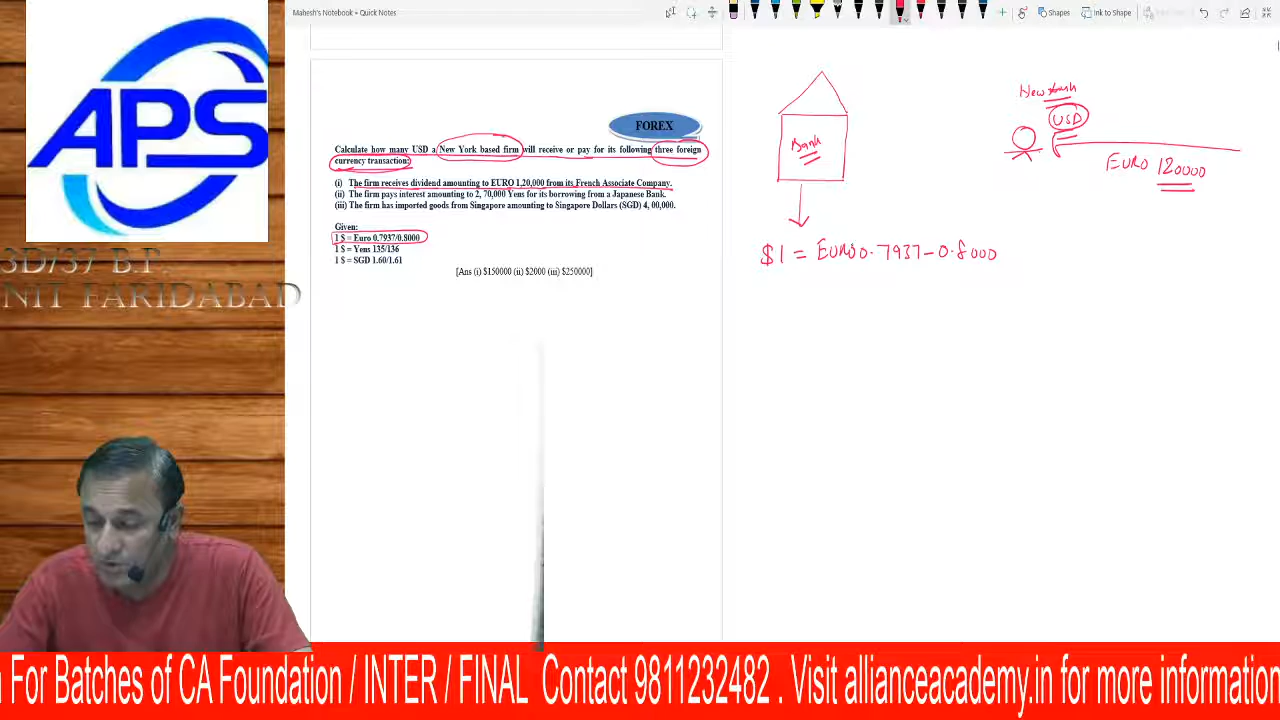 Mahesh's Notebook • Quick Notes
Shapes
Ink to Shape
APS
3D/37 B.P.
NIT FARIDABAD
FOREX
Calculate how many USD a New York based firm will receive or pay for its following three foreign
currency transaction:
(i) The firm receives dividend amounting to EURO 1,20,000 from its French Associate Company.
(ii) The firm pays interest amounting to 2, 70,000 Yens for its borrowing from a Japanese Bank.
(iii) The firm has imported goods from Singapore amounting to Singapore Dollars (SGD) 4, 00,000.
Given:
1 $ = Euro 0.7937/0.8000
1 $ = Yens 135/136
1 $ = SGD 1.60/1.61
[Ans (i) $150000 (ii) $2000 (iii) $250000]
Bank
$1 = EURO 0.7937 - 0.8000
USD
EURO 120000
For Batches of CA Foundation / INTER / FINAL Contact 9811232482 . Visit allianceacademy.in for more information